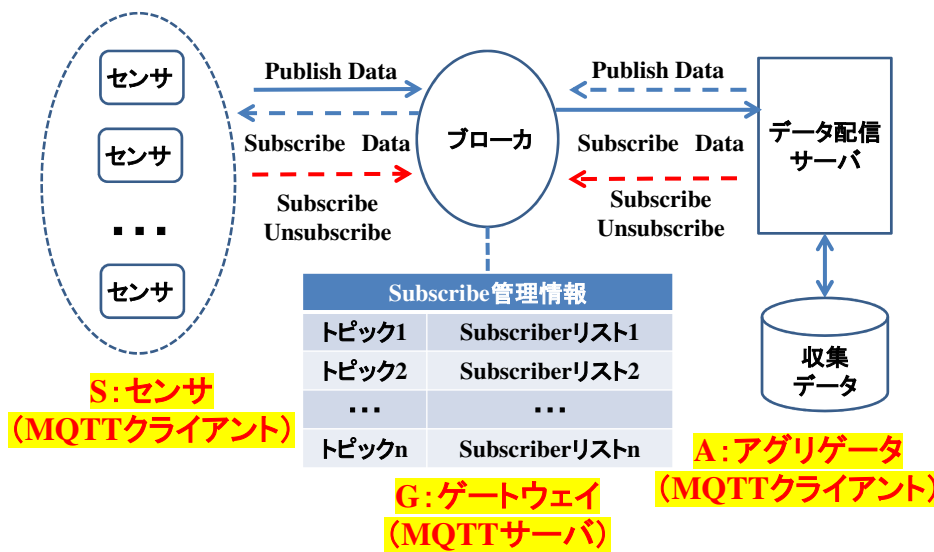 センサ
センサ
・・・
センサ
S:センサ
(MQTTクライアント)
Publish Data
Subscribe Data
Subscribe
Unsubscribe
ブローカ
Publish Data
Subscribe Data
Subscribe
Unsubscribe
データ配信
サーバ
収集
データ
Subscribe管理情報
トピック1 Subscriberリスト1
トピック2 Subscriberリスト2
・・・ ・・・
トピックn Subscriberリストn
G:ゲートウェイ
(MQTTサーバ)
A:アグリゲータ
(MQTTクライアント)